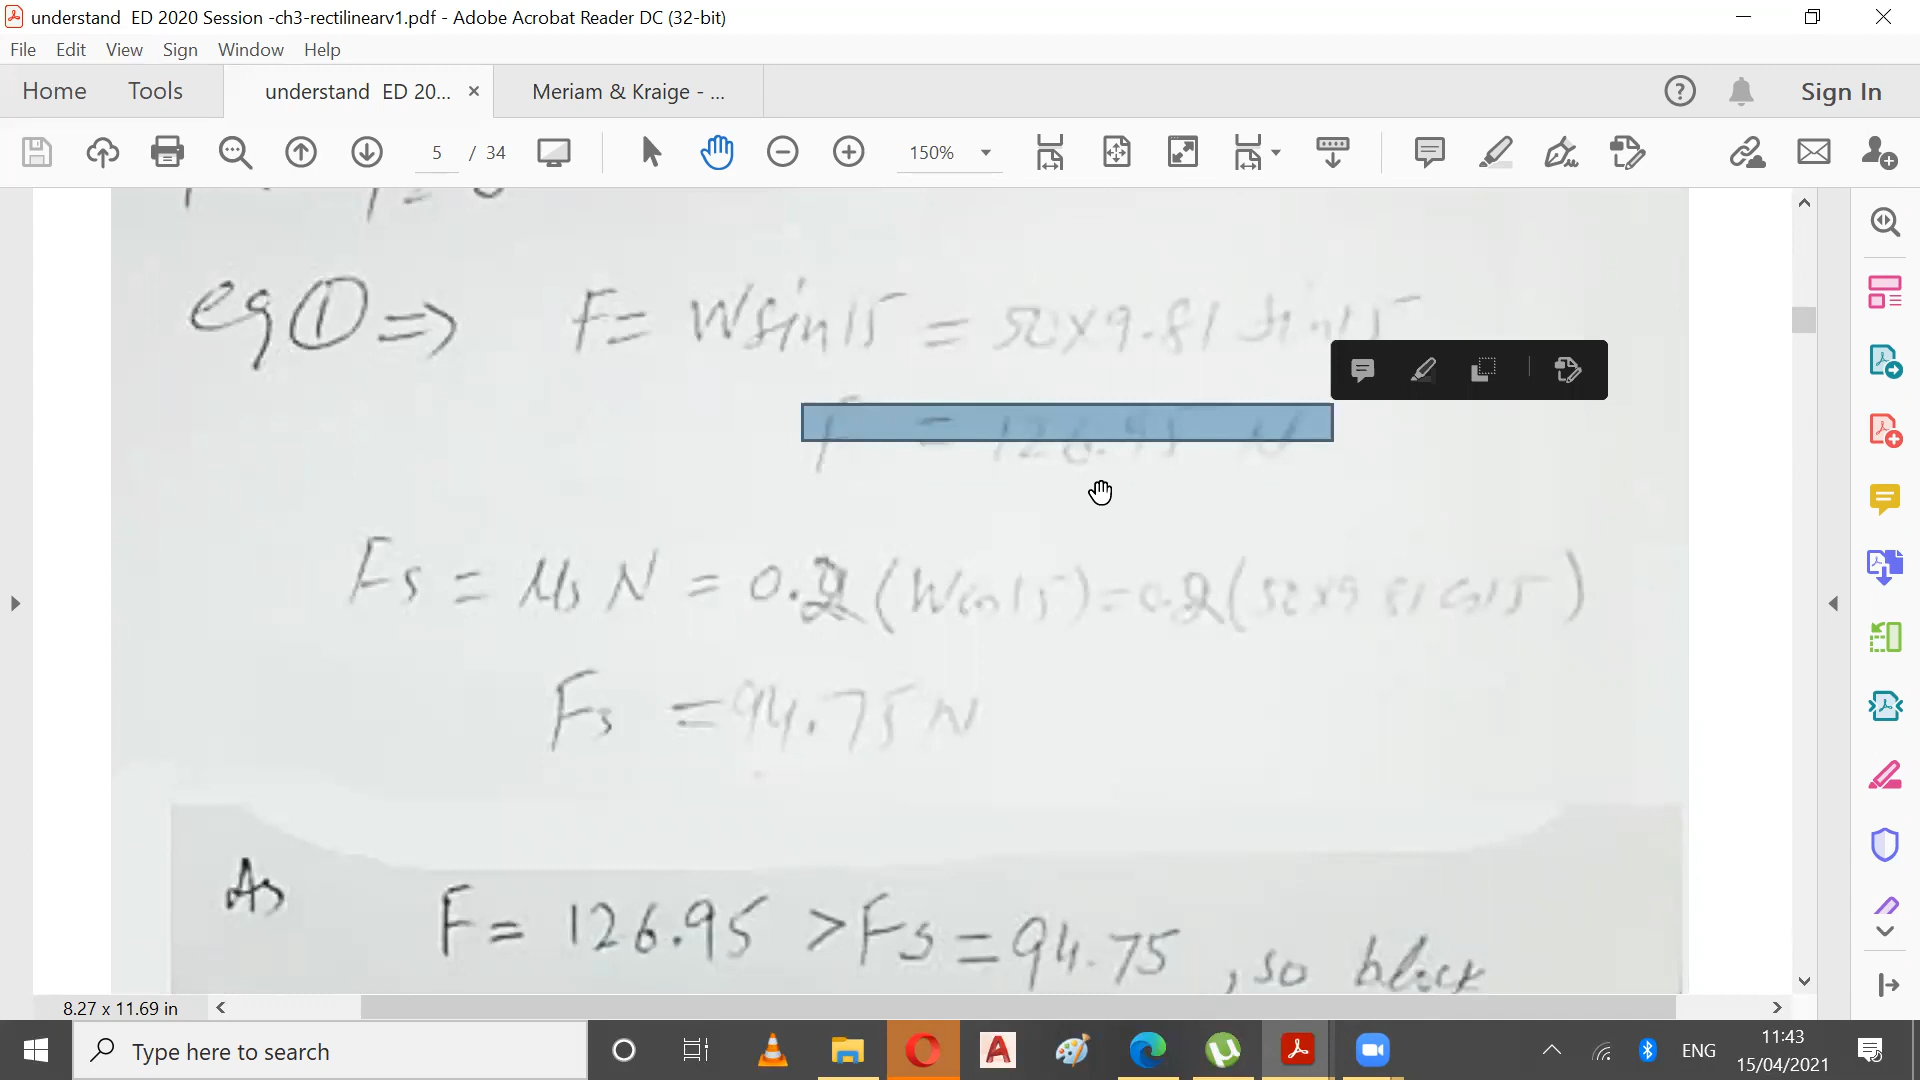 understand ED 2020 Session -ch3-rectilinearv1.pdf - Adobe Acrobat Reader DC (32-bit)
File Edit View Sign Window Help
Home Tools understand ED 20... × Meriam & Kraige - ... Sign In
5 / 34 150%
eq ① => F = W sin 15 = 52 x 9.81 sin 15
F = 126.95 N
Fs = Ms N = 0.2 (W cos 15) = 0.2 (52 x 9.81 cos 15)
Fs = 94.75 N
As
F = 126.95 > Fs = 94.75 , so block
8.27 x 11.69 in
Type here to search
ENG
11:43
15/04/2021